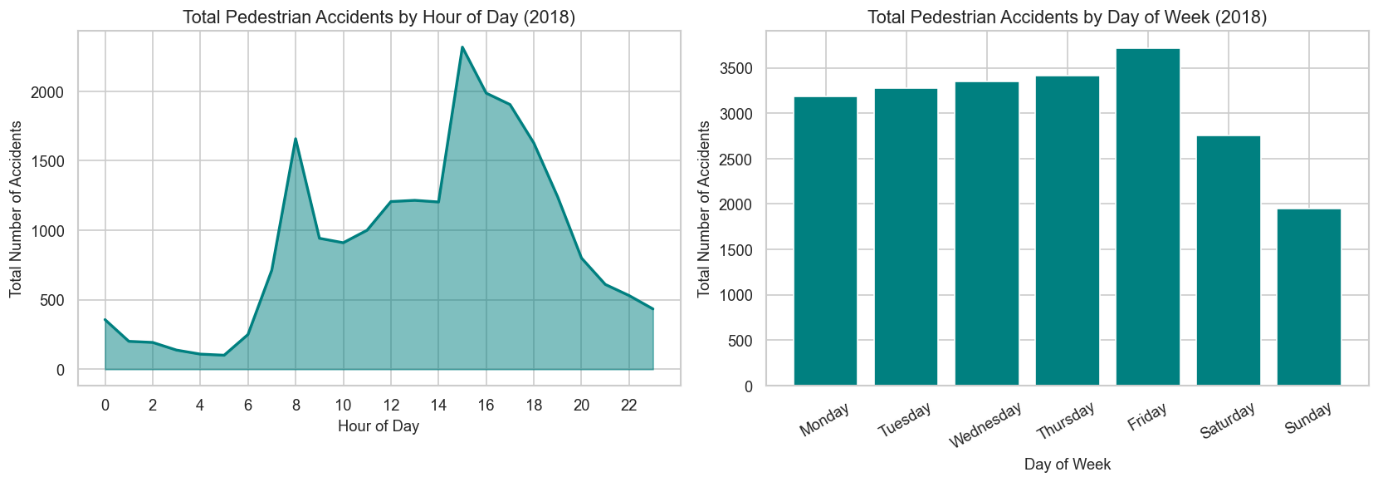 Total Pedestrian Accidents by Hour of Day (2018)
Total Number of Accidents
2000
1500
1000
500
0
0 2 4 6 8 10 12 14 16 18 20 22
Hour of Day
Total Pedestrian Accidents by Day of Week (2018)
Total Number of Accidents
3500
3000
2500
2000
1500
1000
500
0
Monday Tuesday Wednesday Thursday Friday Saturday Sunday
Day of Week